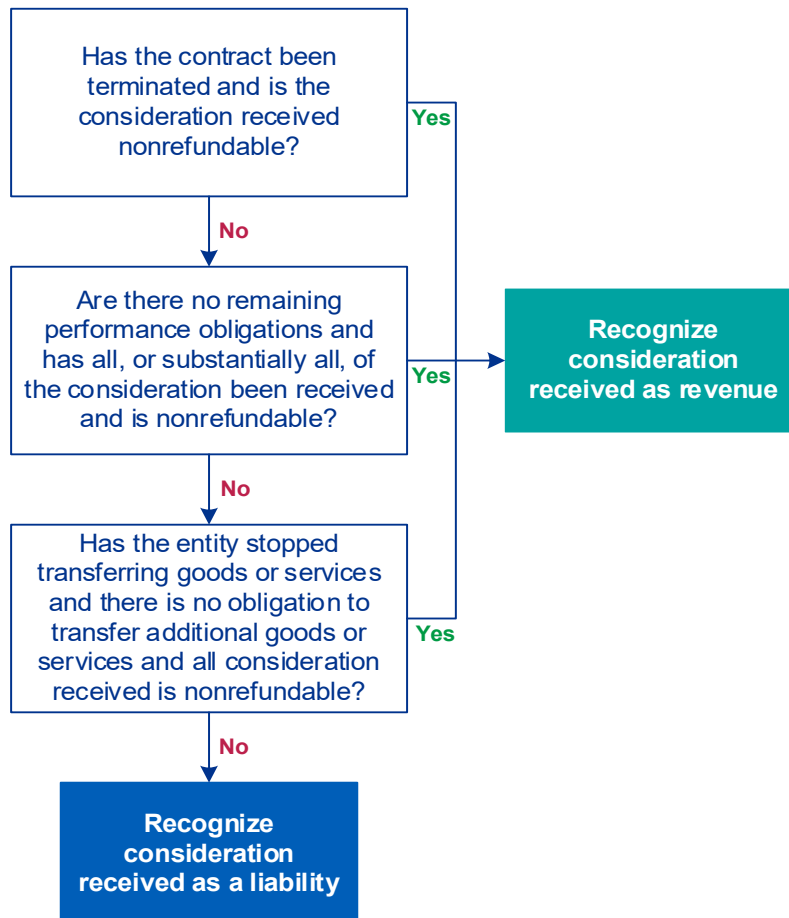 Has the contract been
terminated and is the
consideration received
nonrefundable?
Yes
No
Are there no remaining
performance obligations and
has all, or substantially all, of
the consideration been received
and is nonrefundable?
Yes
Recognize
consideration
received as revenue
No
Has the entity stopped
transferring goods or services
and there is no obligation to
transfer additional goods or
services and all consideration
received is nonrefundable?
Yes
No
Recognize
consideration
received as a liability